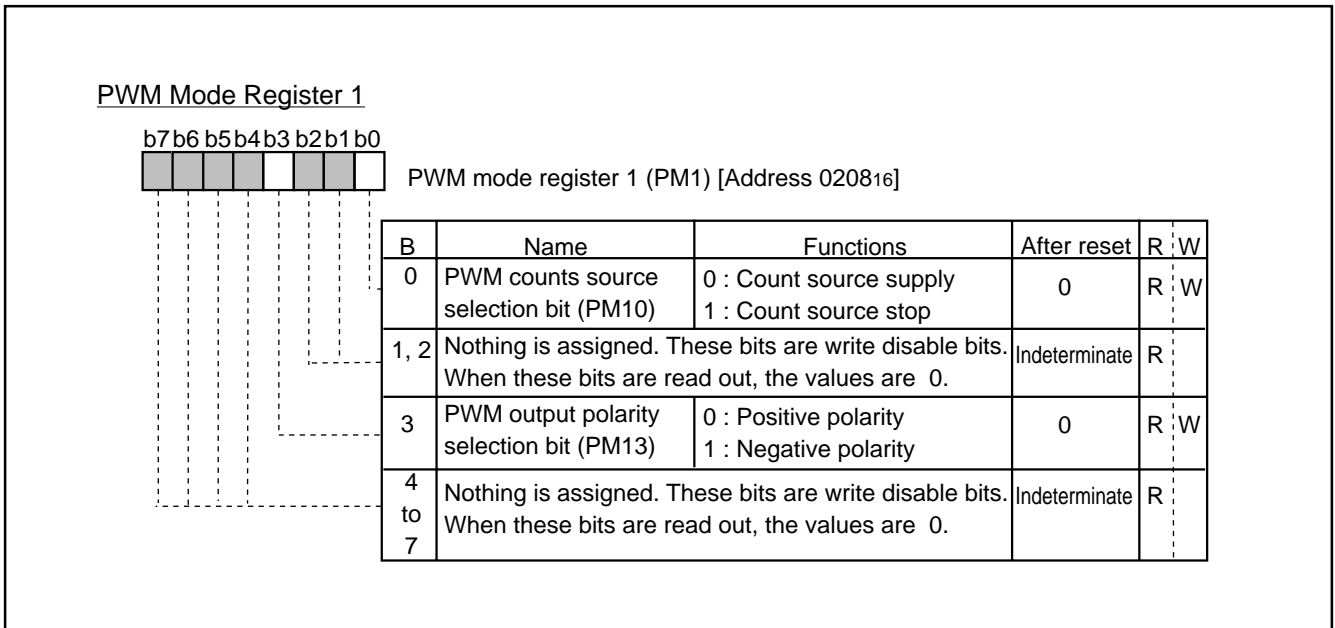 PWM Mode Register 1
b7 b6 b5 b4 b3 b2 b1 b0
PWM mode register 1 (PM1) [Address 020816]
B Name Functions After reset R W
0 PWM counts source selection bit (PM10) 0 : Count source supply 1 : Count source stop 0 R W
1, 2 Nothing is assigned. These bits are write disable bits. When these bits are read out, the values are 0. Indeterminate R
3 PWM output polarity selection bit (PM13) 0 : Positive polarity 1 : Negative polarity 0 R W
4 to 7 Nothing is assigned. These bits are write disable bits. When these bits are read out, the values are 0. Indeterminate R